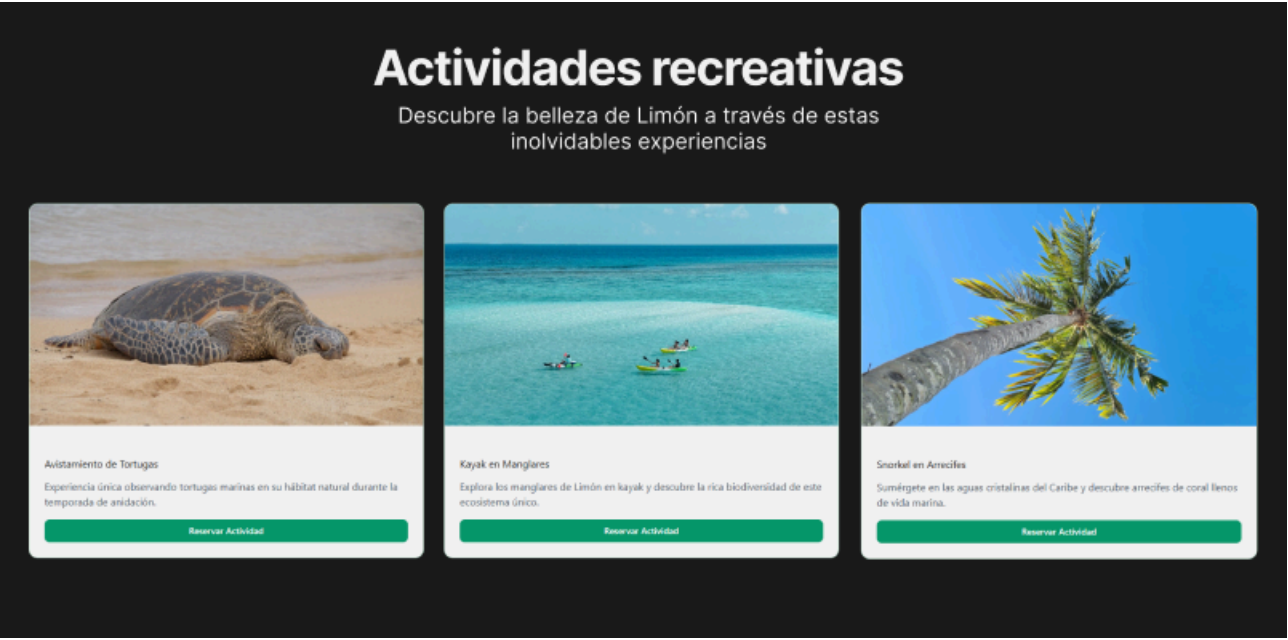 Actividades recreativas
Descubre la belleza de Limón a través de estas
inolvidables experiencias
Avistamiento de Tortugas
Experiencia única observando tortugas marinas en su hábitat natural durante la
temporada de anidación.
Reservar Actividad
Kayak en Manglares
Explora los manglares de Limón en kayak y descubre la rica biodiversidad de este
ecosistema único.
Reservar Actividad
Snorkel en Arrecifes
Sumérgete en las aguas cristalinas del Caribe y descubre arrecifes de coral llenos
de vida marina.
Reservar Actividad